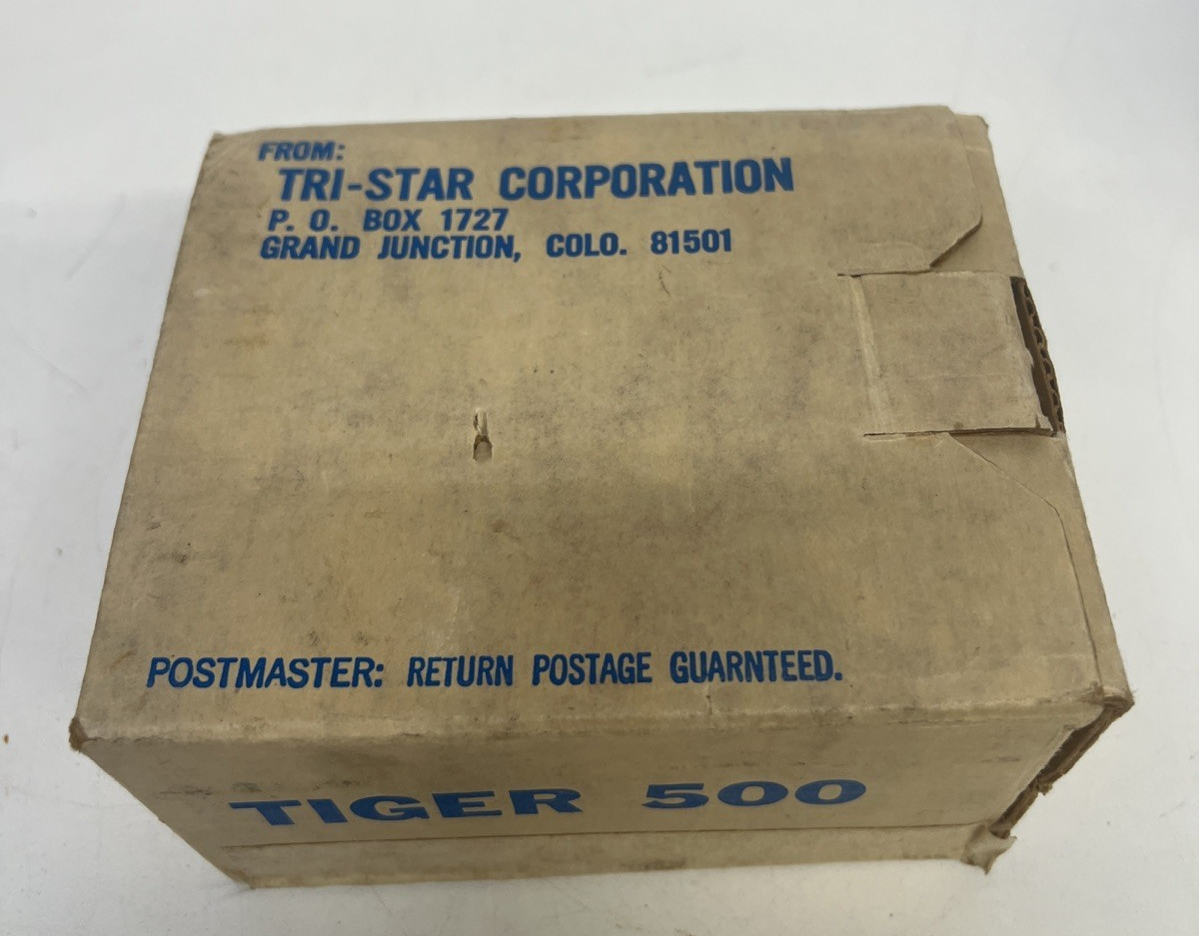 FROM:
TRI-STAR CORPORATION
P. O. BOX 1727
GRAND JUNCTION, COLO. 81501
POSTMASTER: RETURN POSTAGE GUARNTEED.
TIGER 500